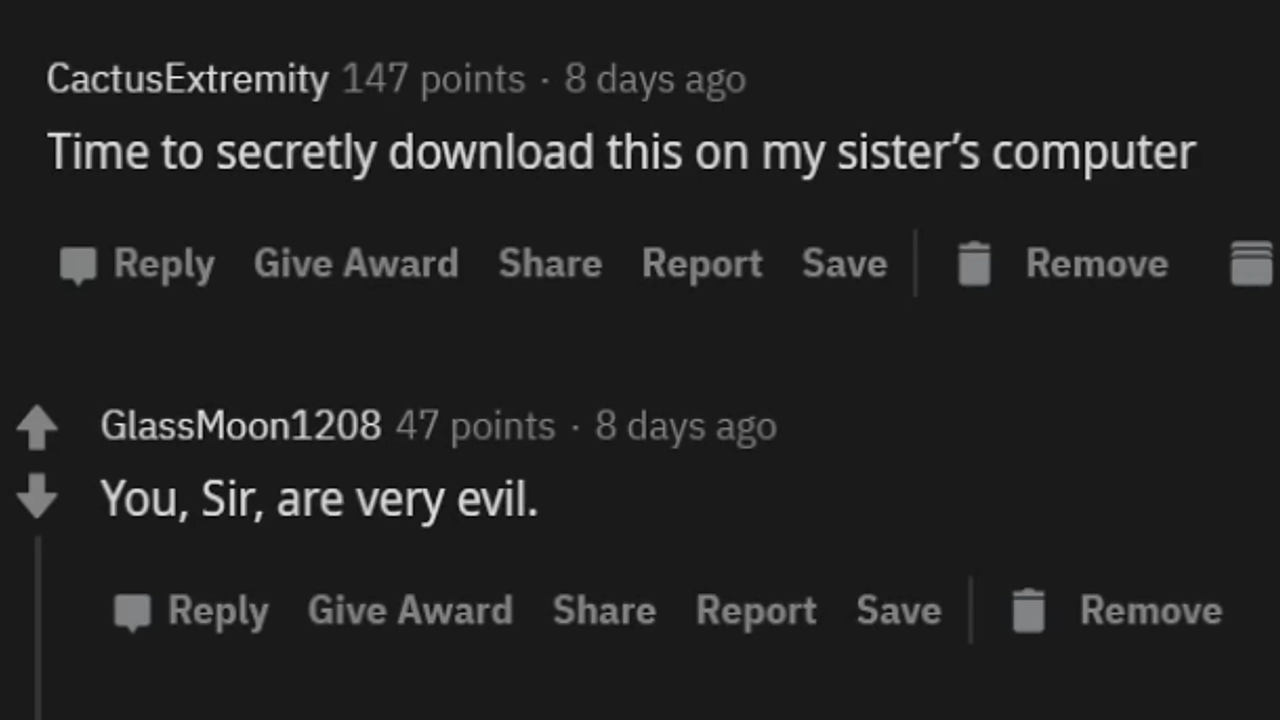 CactusExtremity 147 points · 8 days ago
Time to secretly download this on my sister’s computer
Reply Give Award Share Report Save Remove
GlassMoon1208 47 points · 8 days ago
You, Sir, are very evil.
Reply Give Award Share Report Save Remove